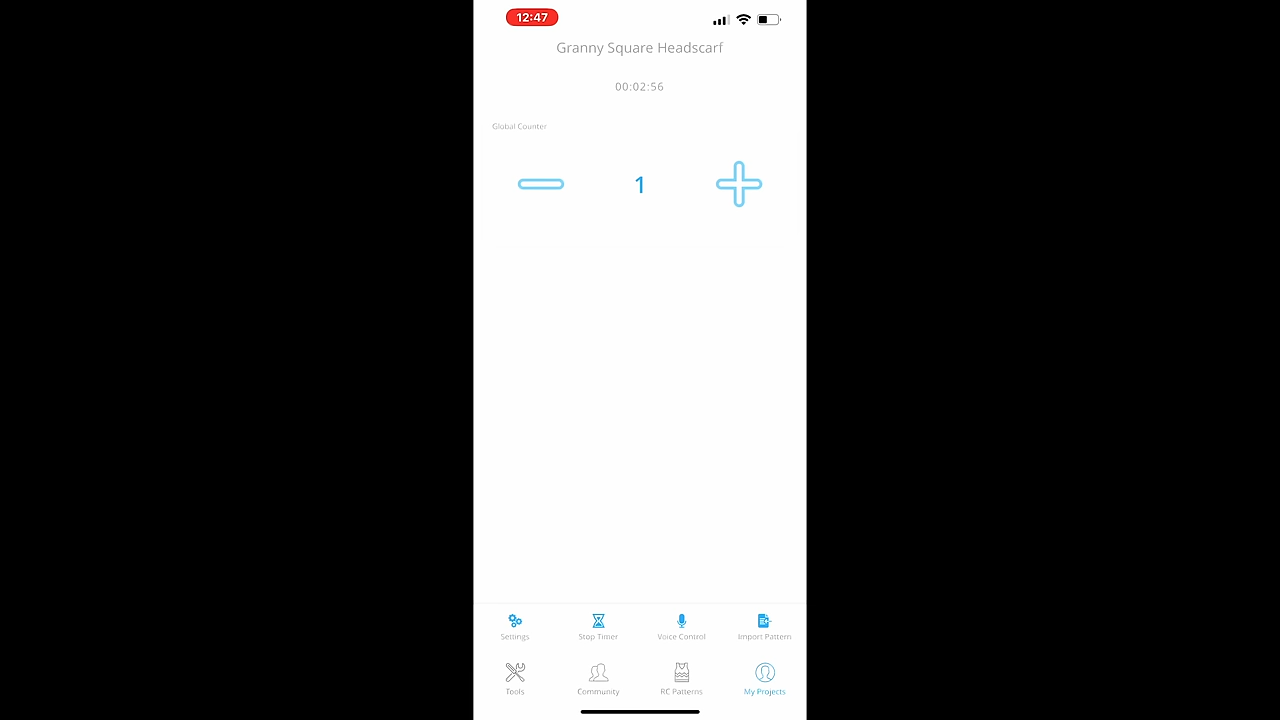 12:47
Granny Square Headscarf
00:02:56
Global Counter
1
Settings Stop Timer Voice Control Import Pattern
Tools Community RC Patterns My Projects